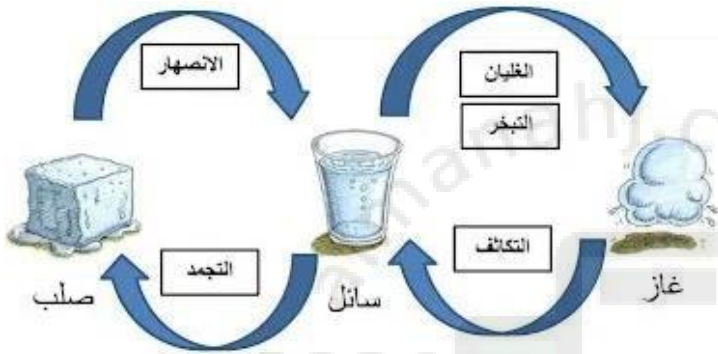 الانصهار
الغليان
التبخر
التكاثف
التجمد
صلب
سائل
غاز